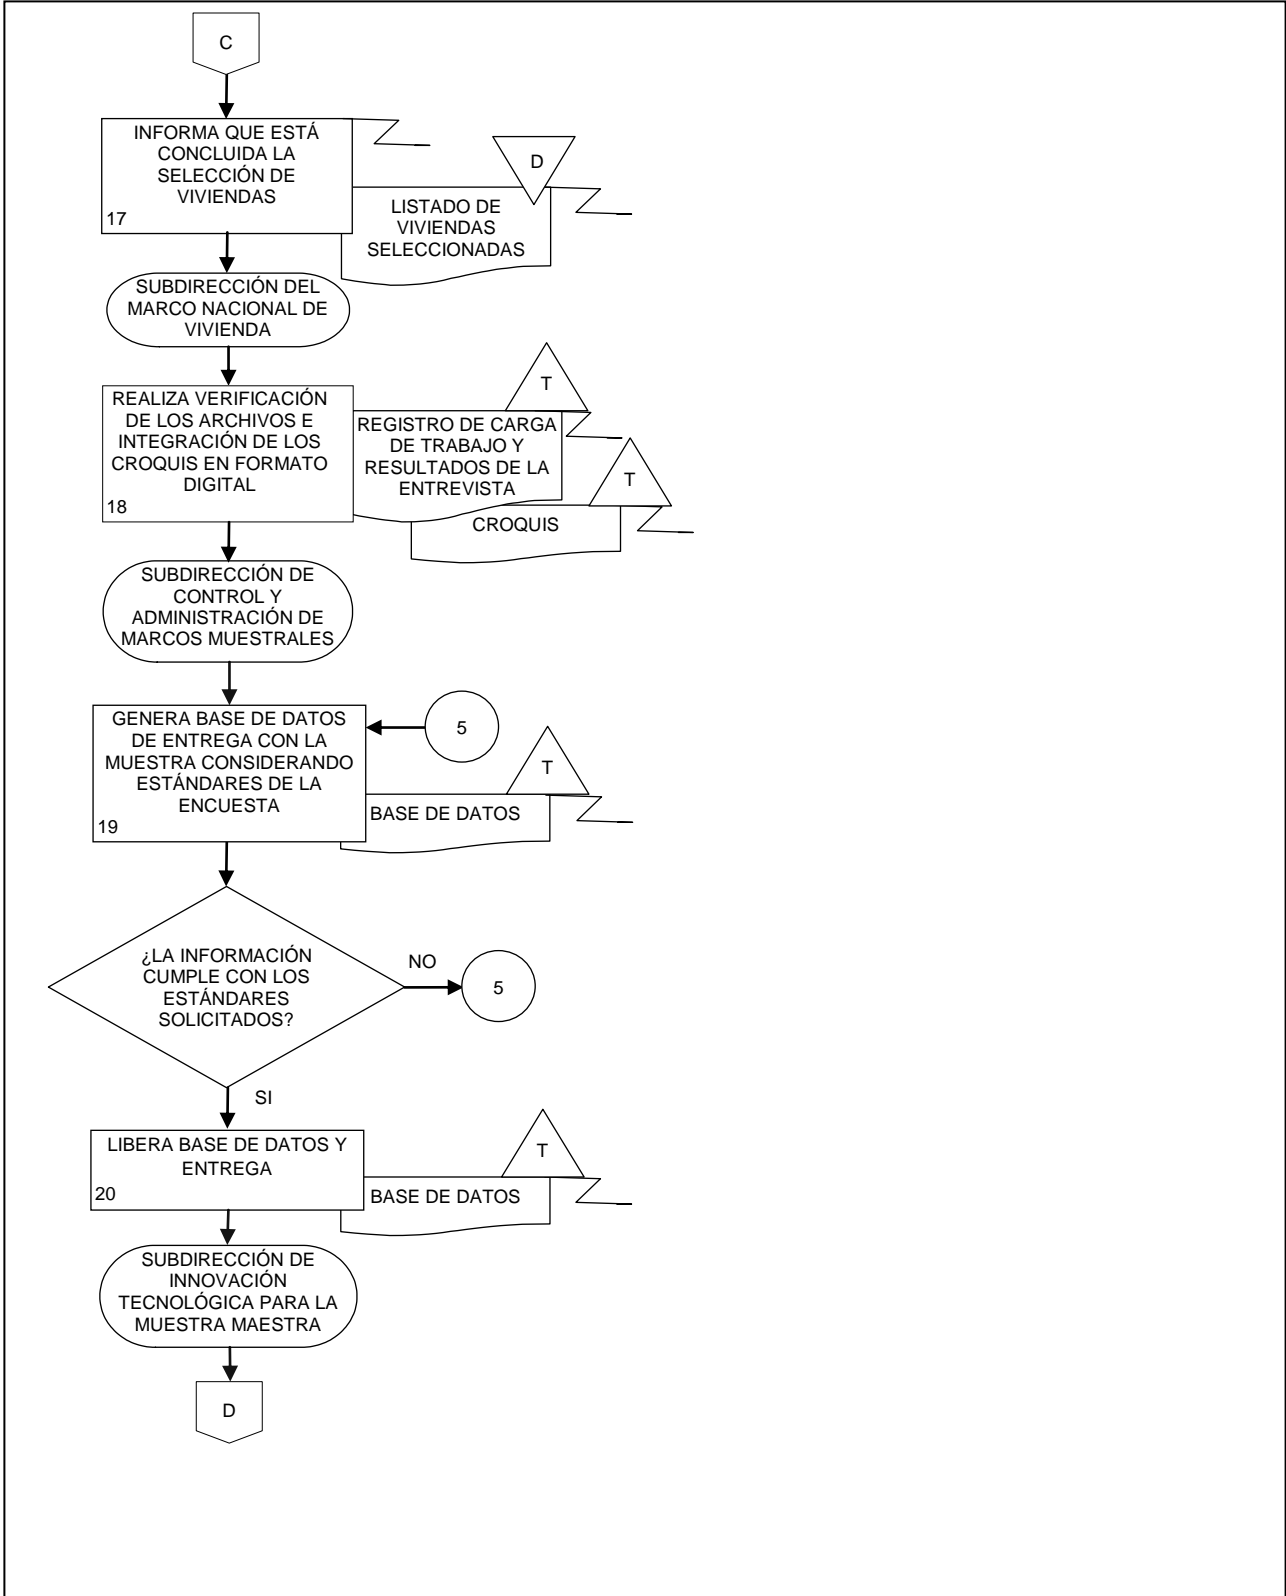 C
INFORMA QUE ESTÁ
CONCLUIDA LA
SELECCIÓN DE
VIVIENDAS
17
D
LISTADO DE
VIVIENDAS
SELECCIONADAS
SUBDIRECCIÓN DEL
MARCO NACIONAL DE
VIVIENDA
REALIZA VERIFICACIÓN
DE LOS ARCHIVOS E
INTEGRACIÓN DE LOS
CROQUIS EN FORMATO
DIGITAL
18
T
REGISTRO DE CARGA
DE TRABAJO Y
RESULTADOS DE LA
ENTREVISTA
T
CROQUIS
SUBDIRECCIÓN DE
CONTROL Y
ADMINISTRACIÓN DE
MARCOS MUESTRALES
GENERA BASE DE DATOS
DE ENTREGA CON LA
MUESTRA CONSIDERANDO
ESTÁNDARES DE LA
ENCUESTA
19
5
T
BASE DE DATOS
¿LA INFORMACIÓN
CUMPLE CON LOS
ESTÁNDARES
SOLICITADOS?
NO
5
SI
LIBERA BASE DE DATOS Y
ENTREGA
20
T
BASE DE DATOS
SUBDIRECCIÓN DE
INNOVACIÓN
TECNOLÓGICA PARA LA
MUESTRA MAESTRA
D